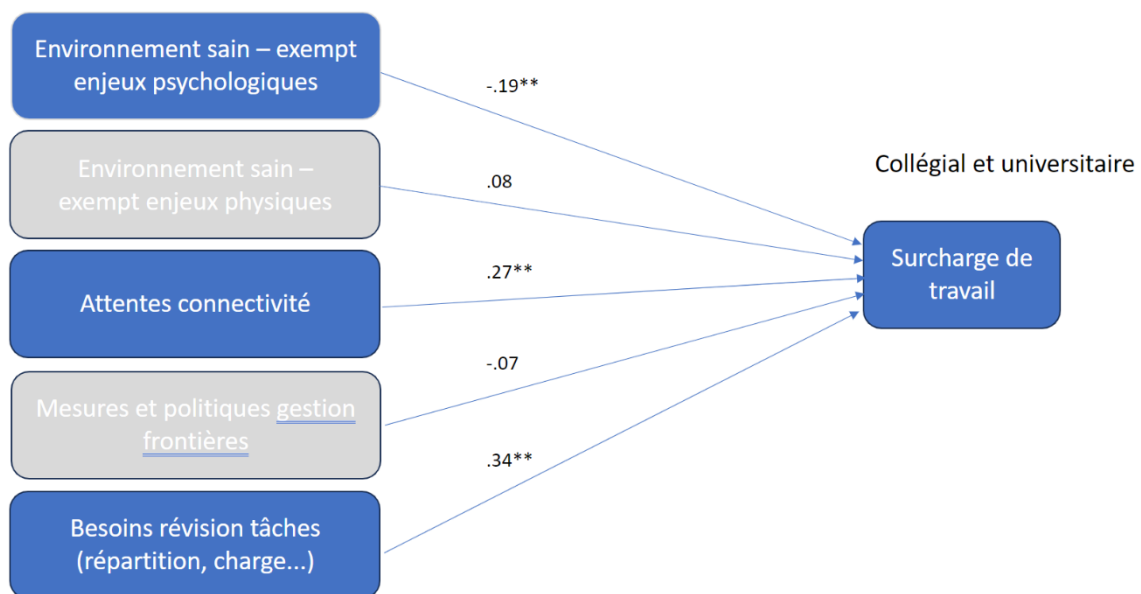 Environnement sain – exempt
enjeux psychologiques
-.19**
Environnement sain –
exempt enjeux physiques
.08
Collégial et universitaire
Attentes connectivité
.27**
Surcharge de
travail
Mesures et politiques gestion
frontières
-.07
Besoins révision tâches
(répartition, charge...)
.34**